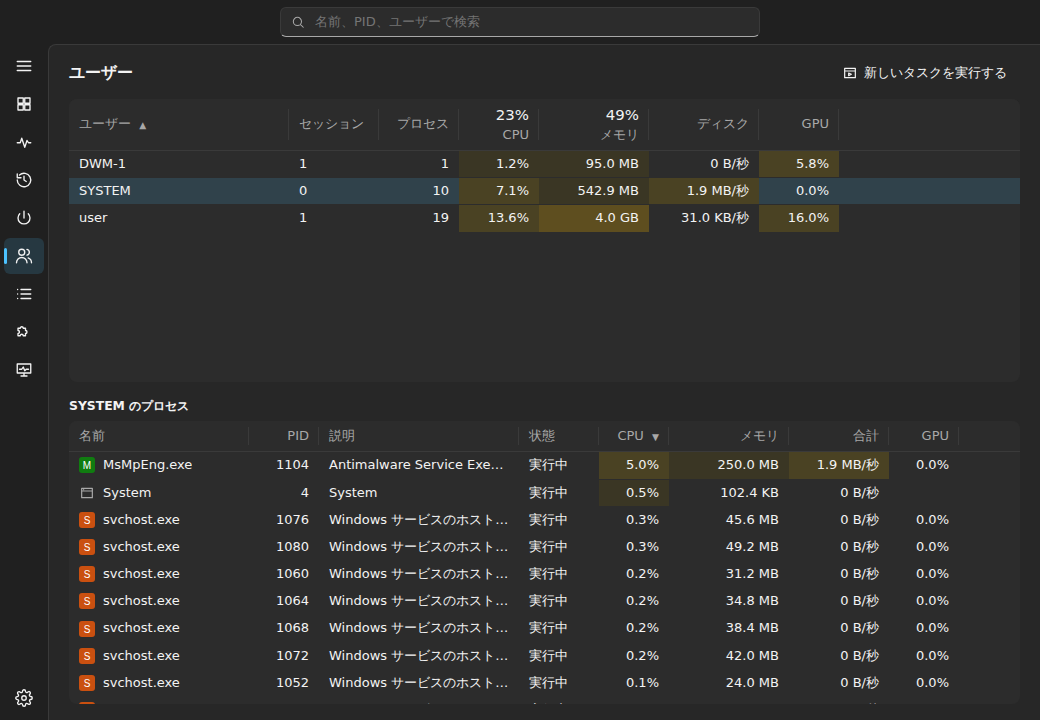 名前、PID、ユーザーで検索
ユーザー
新しいタスクを実行する
ユーザー ▲ セッション プロセス 23% CPU 49% メモリ ディスク GPU
DWM-1 1 1 1.2% 95.0 MB 0 B/秒 5.8%
SYSTEM 0 10 7.1% 542.9 MB 1.9 MB/秒 0.0%
user 1 19 13.6% 4.0 GB 31.0 KB/秒 16.0%
SYSTEM のプロセス
名前 PID 説明 状態 CPU ▼ メモリ 合計 GPU
M MsMpEng.exe 1104 Antimalware Service Exe... 実行中 5.0% 250.0 MB 1.9 MB/秒 0.0%
System 4 System 実行中 0.5% 102.4 KB 0 B/秒
S svchost.exe 1076 Windows サービスのホスト... 実行中 0.3% 45.6 MB 0 B/秒 0.0%
S svchost.exe 1080 Windows サービスのホスト... 実行中 0.3% 49.2 MB 0 B/秒 0.0%
S svchost.exe 1060 Windows サービスのホスト... 実行中 0.2% 31.2 MB 0 B/秒 0.0%
S svchost.exe 1064 Windows サービスのホスト... 実行中 0.2% 34.8 MB 0 B/秒 0.0%
S svchost.exe 1068 Windows サービスのホスト... 実行中 0.2% 38.4 MB 0 B/秒 0.0%
S svchost.exe 1072 Windows サービスのホスト... 実行中 0.2% 42.0 MB 0 B/秒 0.0%
S svchost.exe 1052 Windows サービスのホスト... 実行中 0.1% 24.0 MB 0 B/秒 0.0%